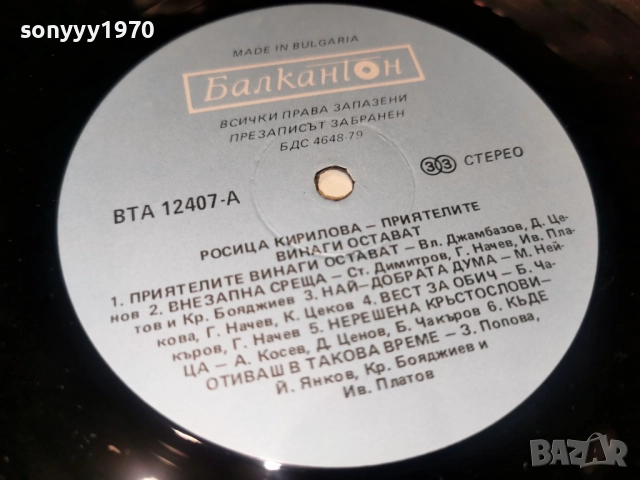 sonyyy1970
MADE IN BULGARIA
Балкантон
ВСИЧКИ ПРАВА ЗАПАЗЕНИ
ПРЕЗАПИСЪТ ЗАБРАНЕН
БДС 4648-79
ВТА 12407-А
33 СТЕРЕО
РОСИЦА КИРИЛОВА – ПРИЯТЕЛИТЕ
ВИНАГИ ОСТАВАТ
1. ПРИЯТЕЛИТЕ ВИНАГИ ОСТАВАТ – Вл. Джамбазов, Д. Це-
нов 2. ВНЕЗАПНА СРЕЩА – Ст. Димитров, Г. Начев, Ив. Пла-
тов и Кр. Бояджиев 3. НАЙ-ДОБРАТА ДУМА – М. Ней-
кова, Г. Начев, К. Цеков 4. ВЕСТ ЗА ОБИЧ – Б. Ча-
къров, Г. Начев 5. НЕРЕШЕНА КРЪСТОСЛОВИ-
ЦА – А. Косев, Д. Ценов, Б. Чакъров 6. КЪДЕ
ОТИВАШ В ТАКОВА ВРЕМЕ – З. Попова,
Й. Янков, Кр. Бояджиев и
Ив. Платов
BAZAR